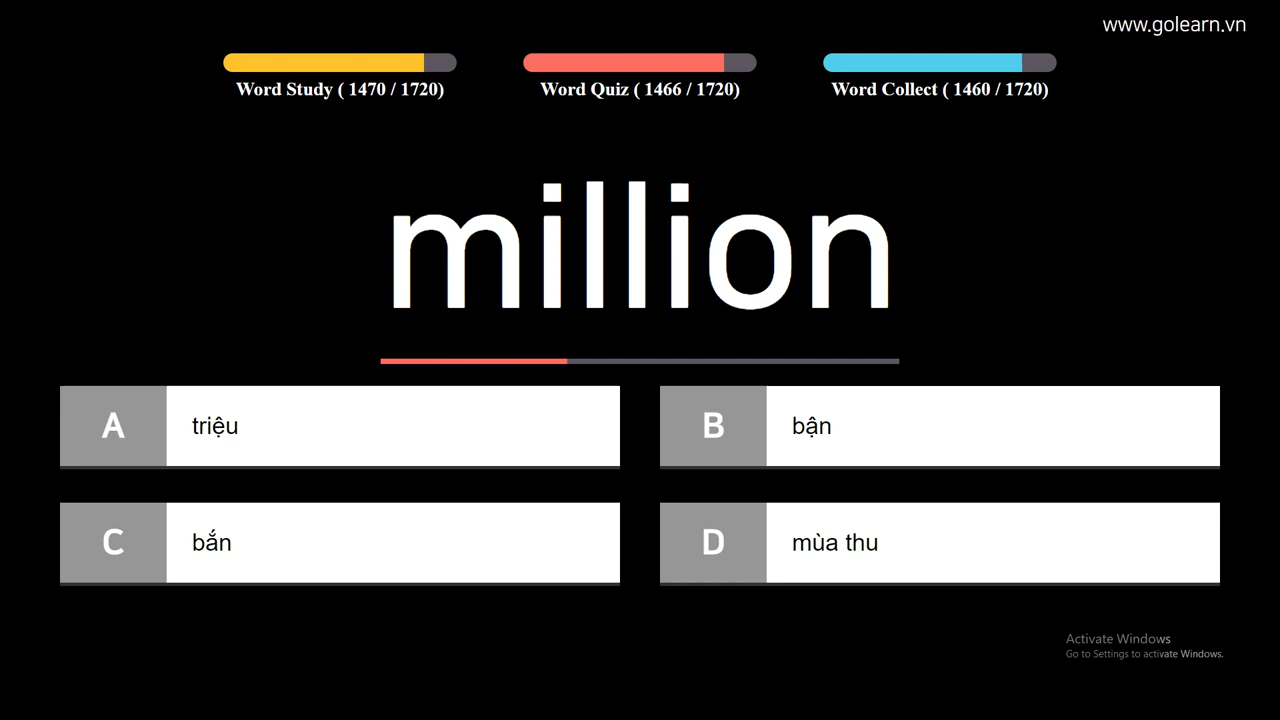 www.golearn.vn
Word Study ( 1470 / 1720)
Word Quiz ( 1466 / 1720)
Word Collect ( 1460 / 1720)
million
A triệu
B bận
C bắn
D mùa thu
Activate Windows
Go to Settings to activate Windows.